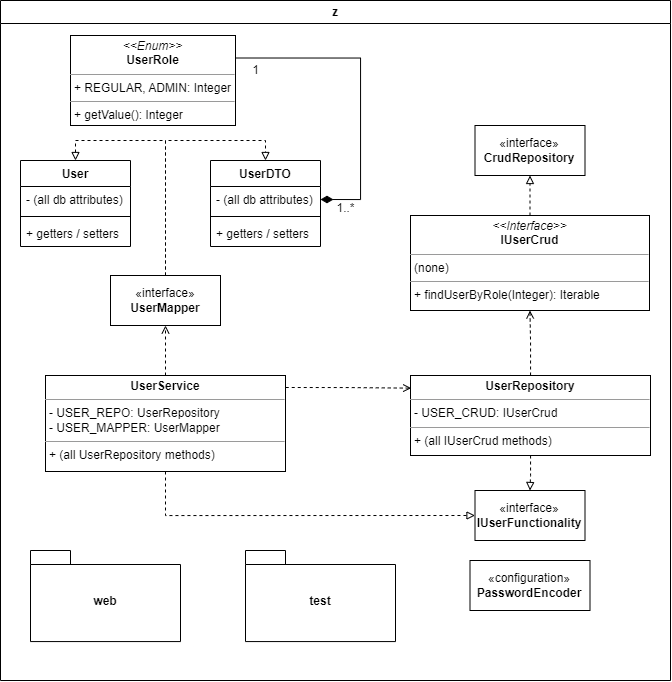 z
<<Enum>>
UserRole
+ REGULAR, ADMIN: Integer
+ getValue(): Integer
1
1..*
User
- (all db attributes)
+ getters / setters
UserDTO
- (all db attributes)
+ getters / setters
«interface»
CrudRepository
<<Interface>>
IUserCrud
(none)
+ findUserByRole(Integer): Iterable
«interface»
UserMapper
UserService
- USER_REPO: UserRepository
- USER_MAPPER: UserMapper
+ (all UserRepository methods)
UserRepository
- USER_CRUD: IUserCrud
+ (all IUserCrud methods)
«interface»
IUserFunctionality
web
test
«configuration»
PasswordEncoder